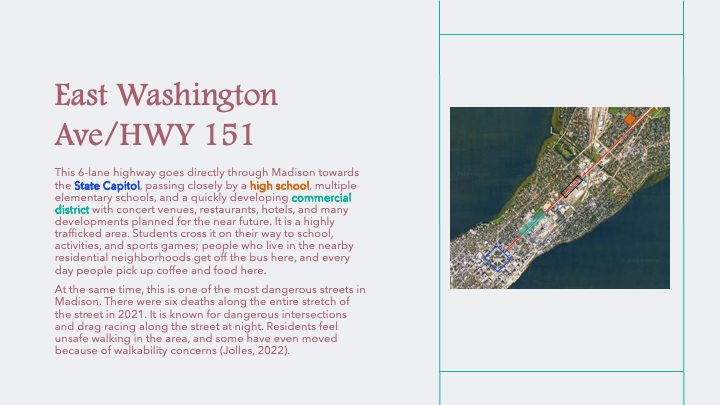 East Washington
Ave/HWY 151
This 6-lane highway goes directly through Madison towards
the State Capitol, passing closely by a high school, multiple
elementary schools, and a quickly developing commercial
district with concert venues, restaurants, hotels, and many
developments planned for the near future. It is a highly
trafficked area. Students cross it on their way to school,
activities, and sports games; people who live in the nearby
residential neighborhoods get off the bus here, and every
day people pick up coffee and food here.
At the same time, this is one of the most dangerous streets in
Madison. There were six deaths along the entire stretch of
the street in 2021. It is known for dangerous intersections
and drag racing along the street at night. Residents feel
unsafe walking in the area, and some have even moved
because of walkability concerns (Jolles, 2022).